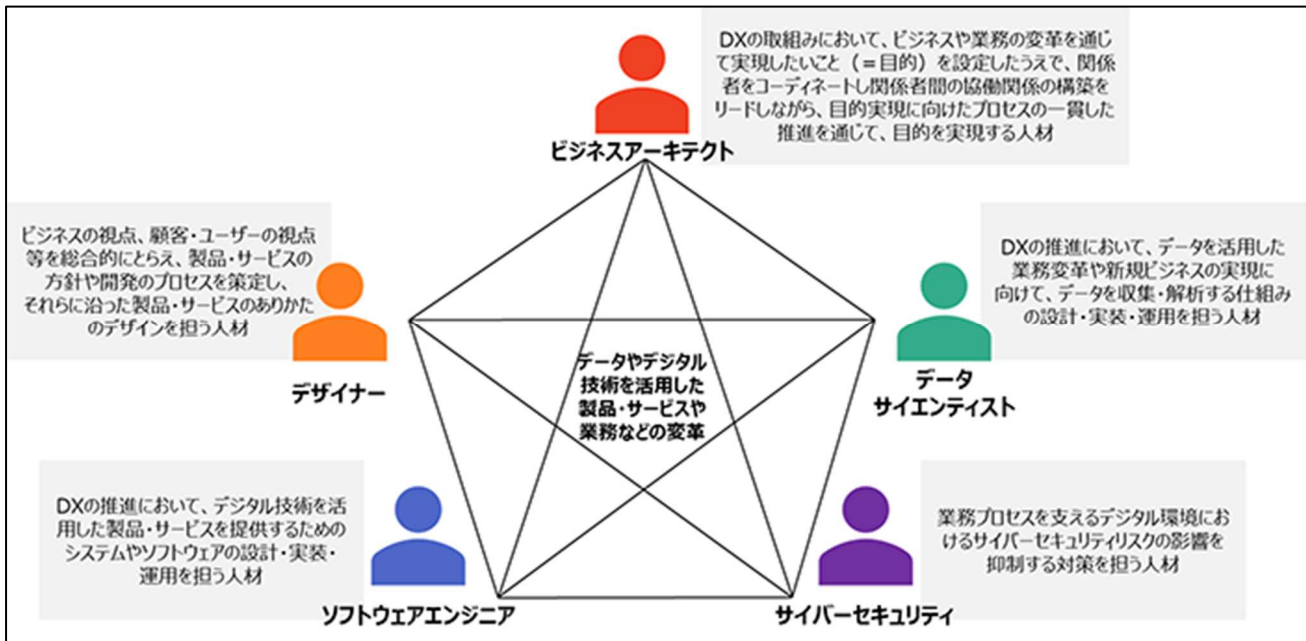 DXの取組みにおいて、ビジネスや業務の変革を通じ
て実現したいこと（＝目的）を設定したうえで、関係
者をコーディネートし関係者間の協働関係の構築を
リードしながら、目的実現に向けたプロセスの一貫した
推進を通じて、目的を実現する人材
ビジネスアーキテクト
ビジネスの視点、顧客・ユーザーの視点
等を総合的にとらえ、製品・サービスの
方針や開発のプロセスを策定し、
それらに沿った製品・サービスのありかた
のデザインを担う人材
デザイナー
DXの推進において、データを活用した
業務変革や新規ビジネスの実現に
向けて、データを収集・解析する仕組み
の設計・実装・運用を担う人材
データ
サイエンティスト
データやデジタル
技術を活用した
製品・サービスや
業務などの変革
DXの推進において、デジタル技術を活
用した製品・サービスを提供するための
システムやソフトウェアの設計・実装・
運用を担う人材
ソフトウェアエンジニア
業務プロセスを支えるデジタル環境にお
けるサイバーセキュリティリスクの影響を
抑制する対策を担う人材
サイバーセキュリティ